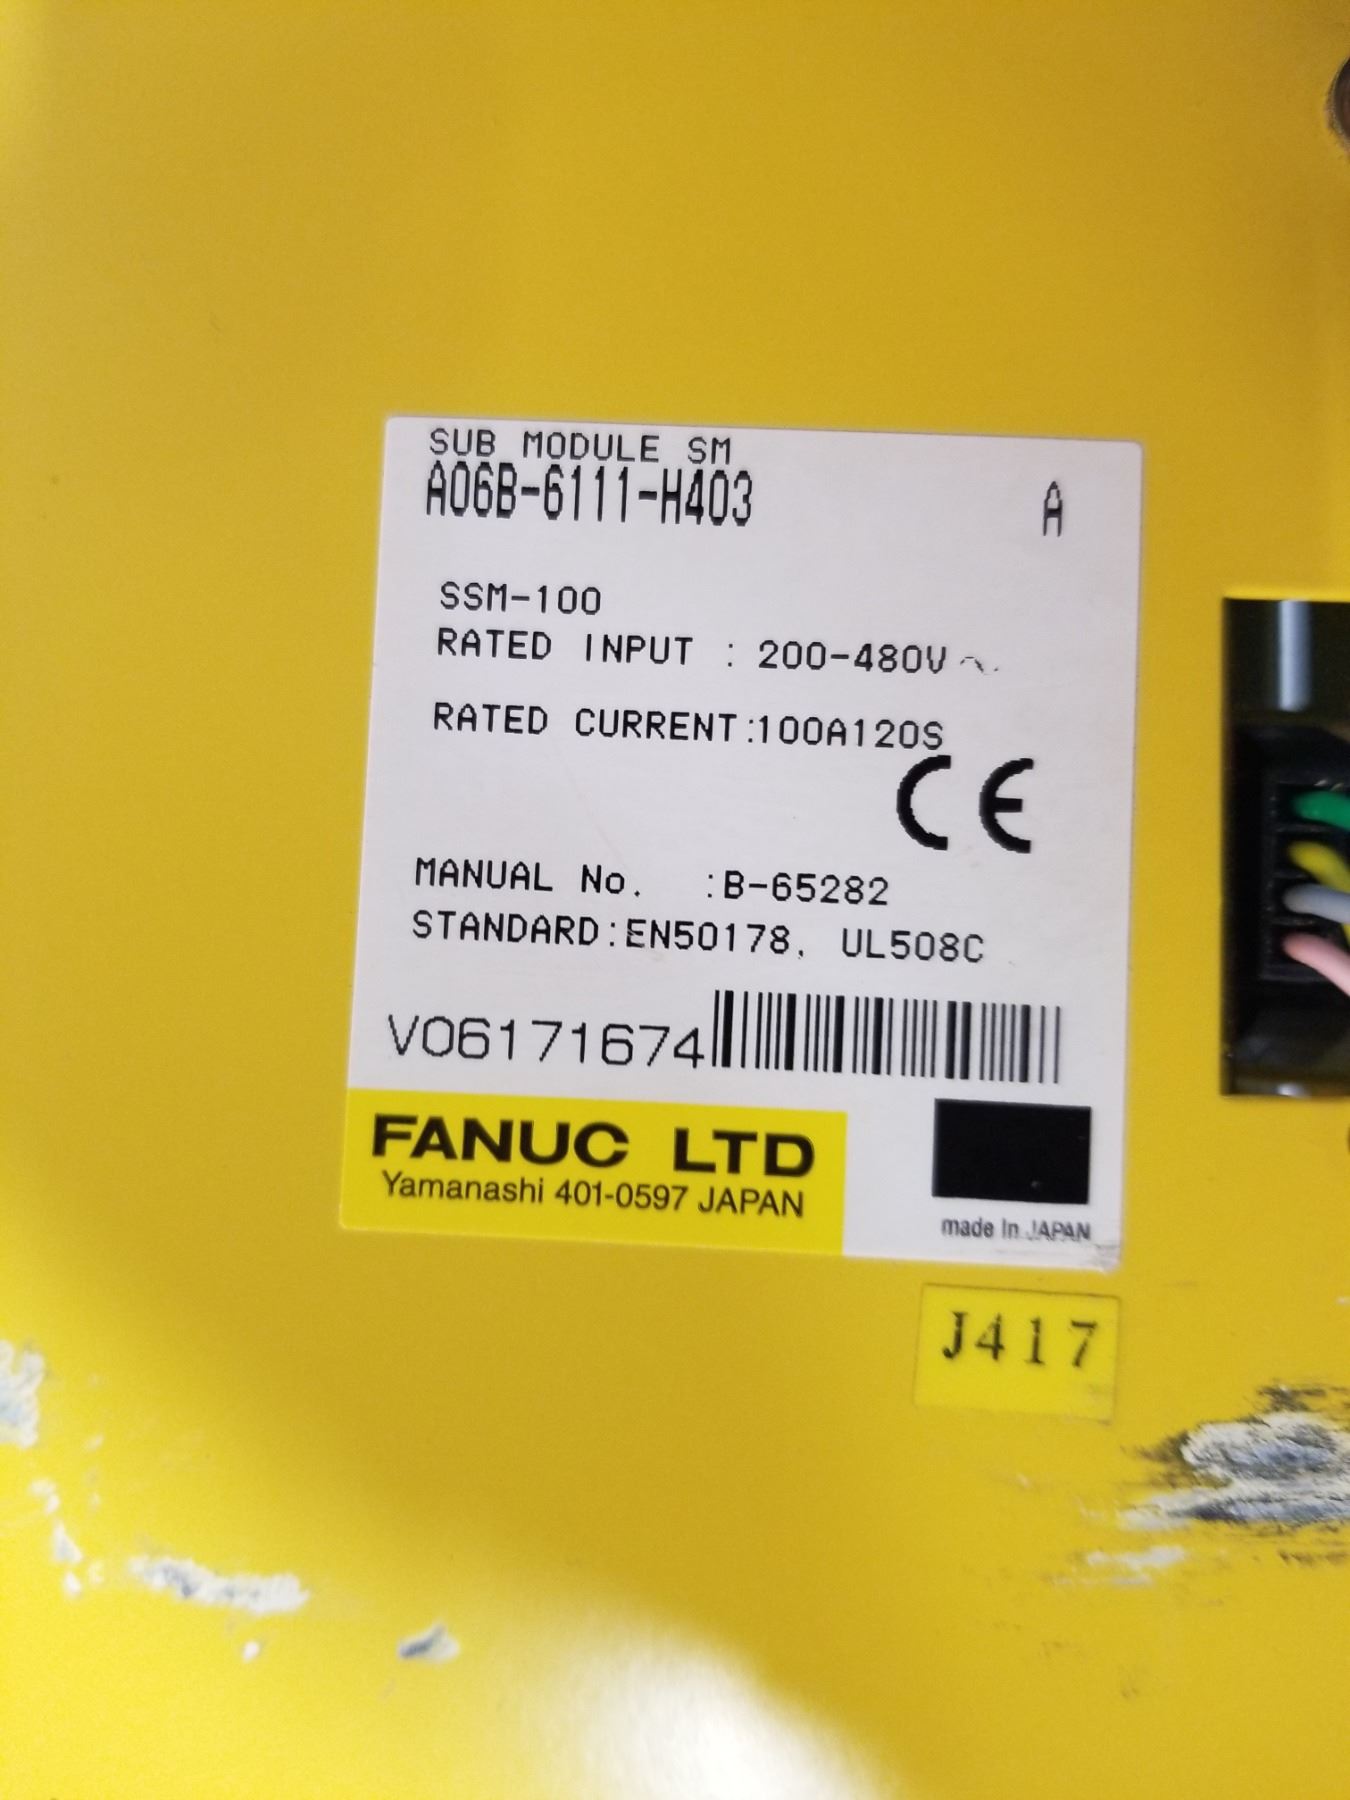 SUB MODULE SM
A06B-6111-H403 A
SSM-100
RATED INPUT : 200-480V ~
RATED CURRENT:100A120S
CE
MANUAL No. :B-65282
STANDARD:EN50178, UL508C
V06171674
FANUC LTD
Yamanashi 401-0597 JAPAN
made In JAPAN
J417